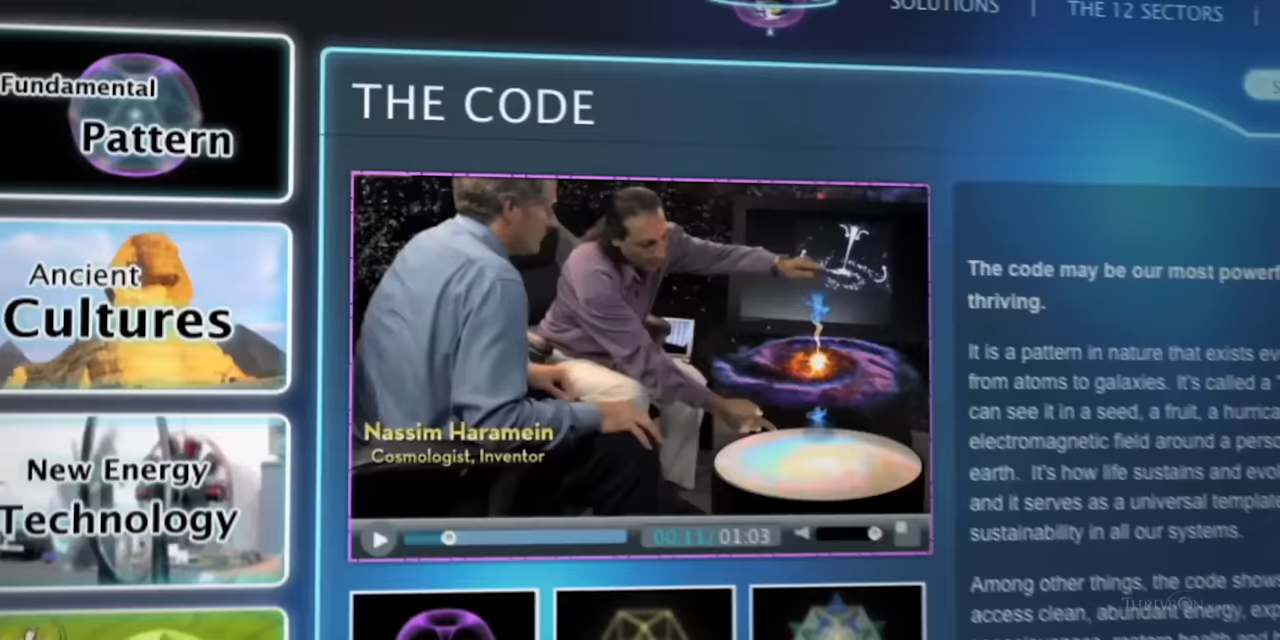 SOLUTIONS | THE 12 SECTORS |
Fundamental
Pattern
Ancient
Cultures
New Energy
Technology
THE CODE
Nassim Haramein
Cosmologist, Inventor
00:11/ 01:03
The code may be our most powerf
thriving.
It is a pattern in nature that exists ev
from atoms to galaxies. It's called a "
can see it in a seed, a fruit, a hurrica
electromagnetic field around a perso
earth. It's how life sustains and evo
and it serves as a universal template
sustainability in all our systems.
Among other things, the code shows
access clean, abundant energy, exp